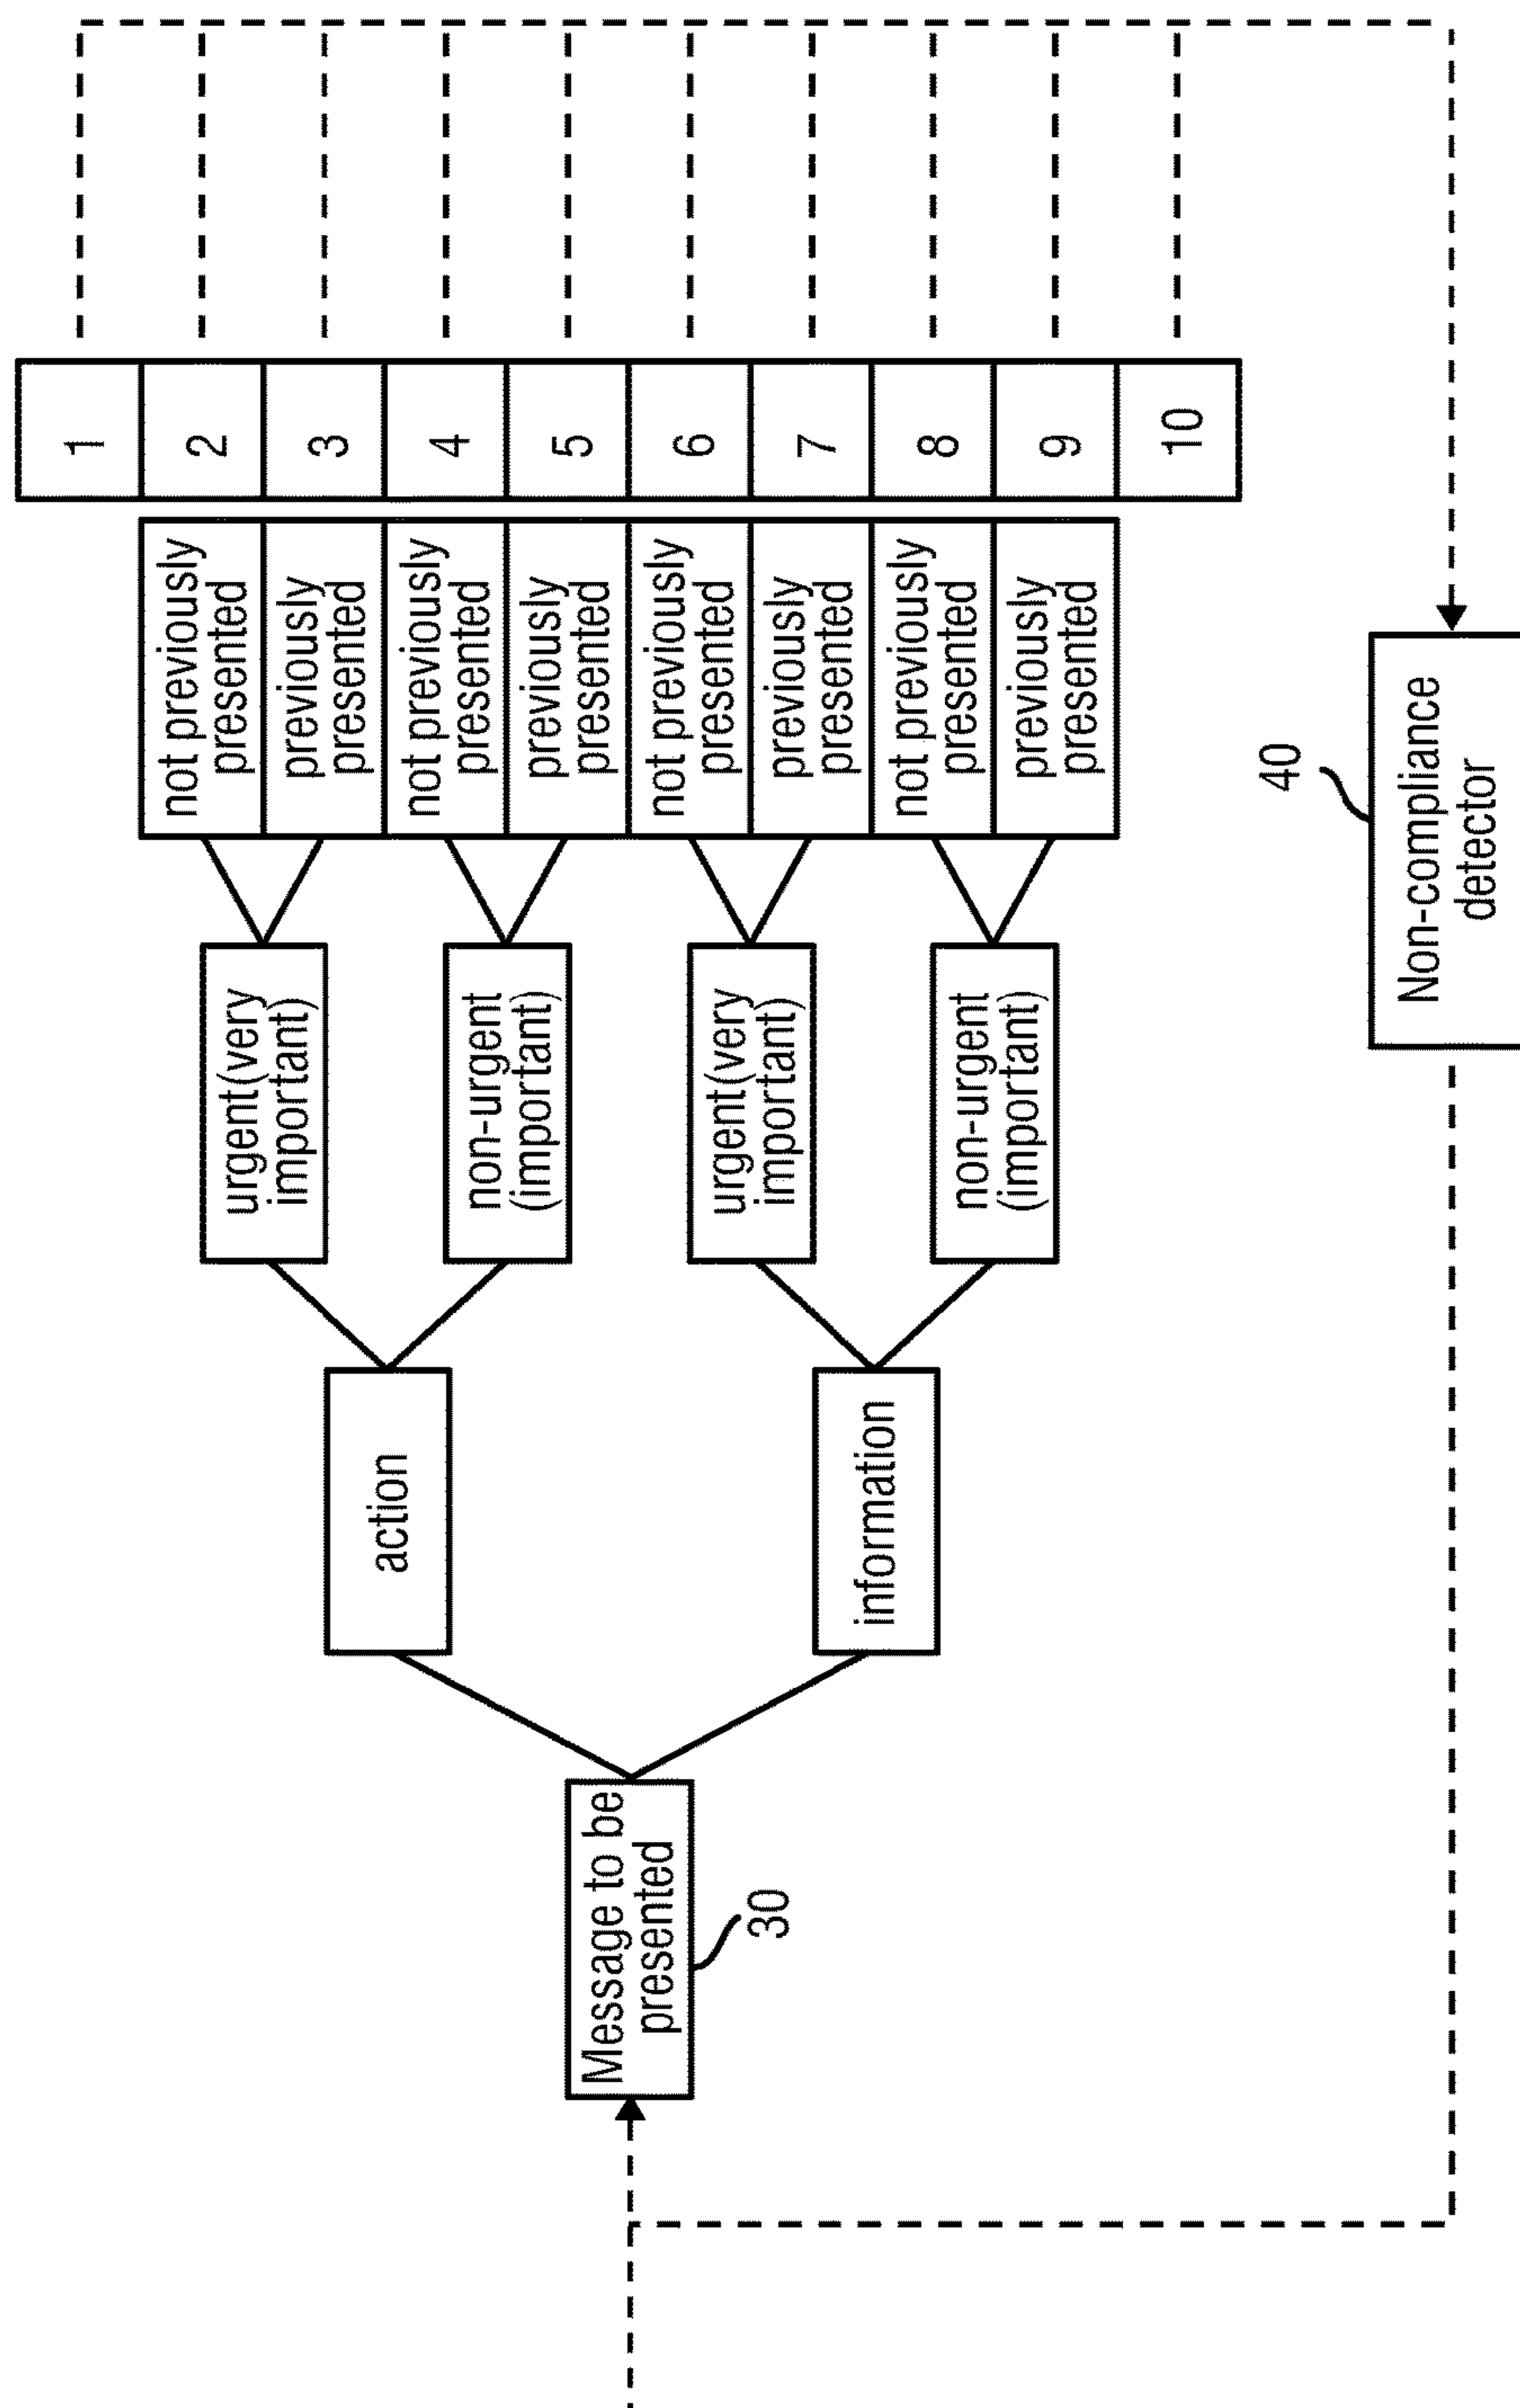 Message to be
presented
30
action
information
urgent(very
important)
non-urgent
(important)
urgent(very
important)
non-urgent
(important)
not previously
presented
previously
presented
not previously
presented
previously
presented
not previously
presented
previously
presented
not previously
presented
previously
presented
1
2
3
4
5
6
7
8
9
10
40
Non-compliance
detector